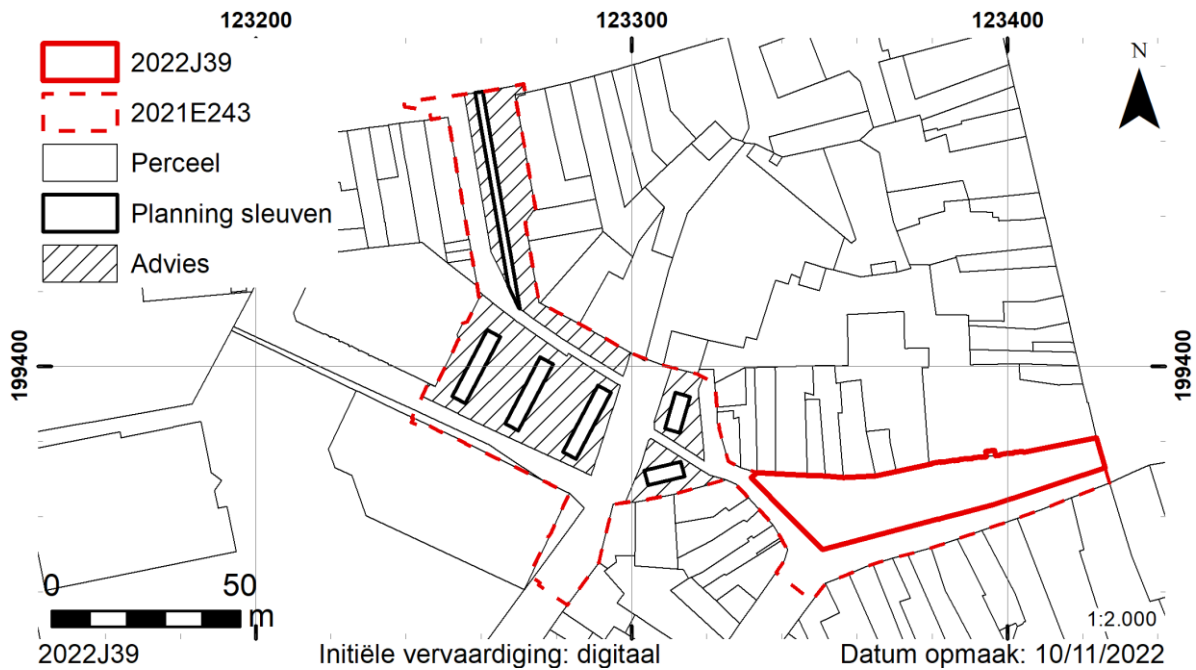 123200
123300
123400
2022J39
2021E243
Perceel
Planning sleuven
Advies
N
199400
199400
0 50
m
1:2.000
2022J39
Initiële vervaardiging: digitaal
Datum opmaak: 10/11/2022